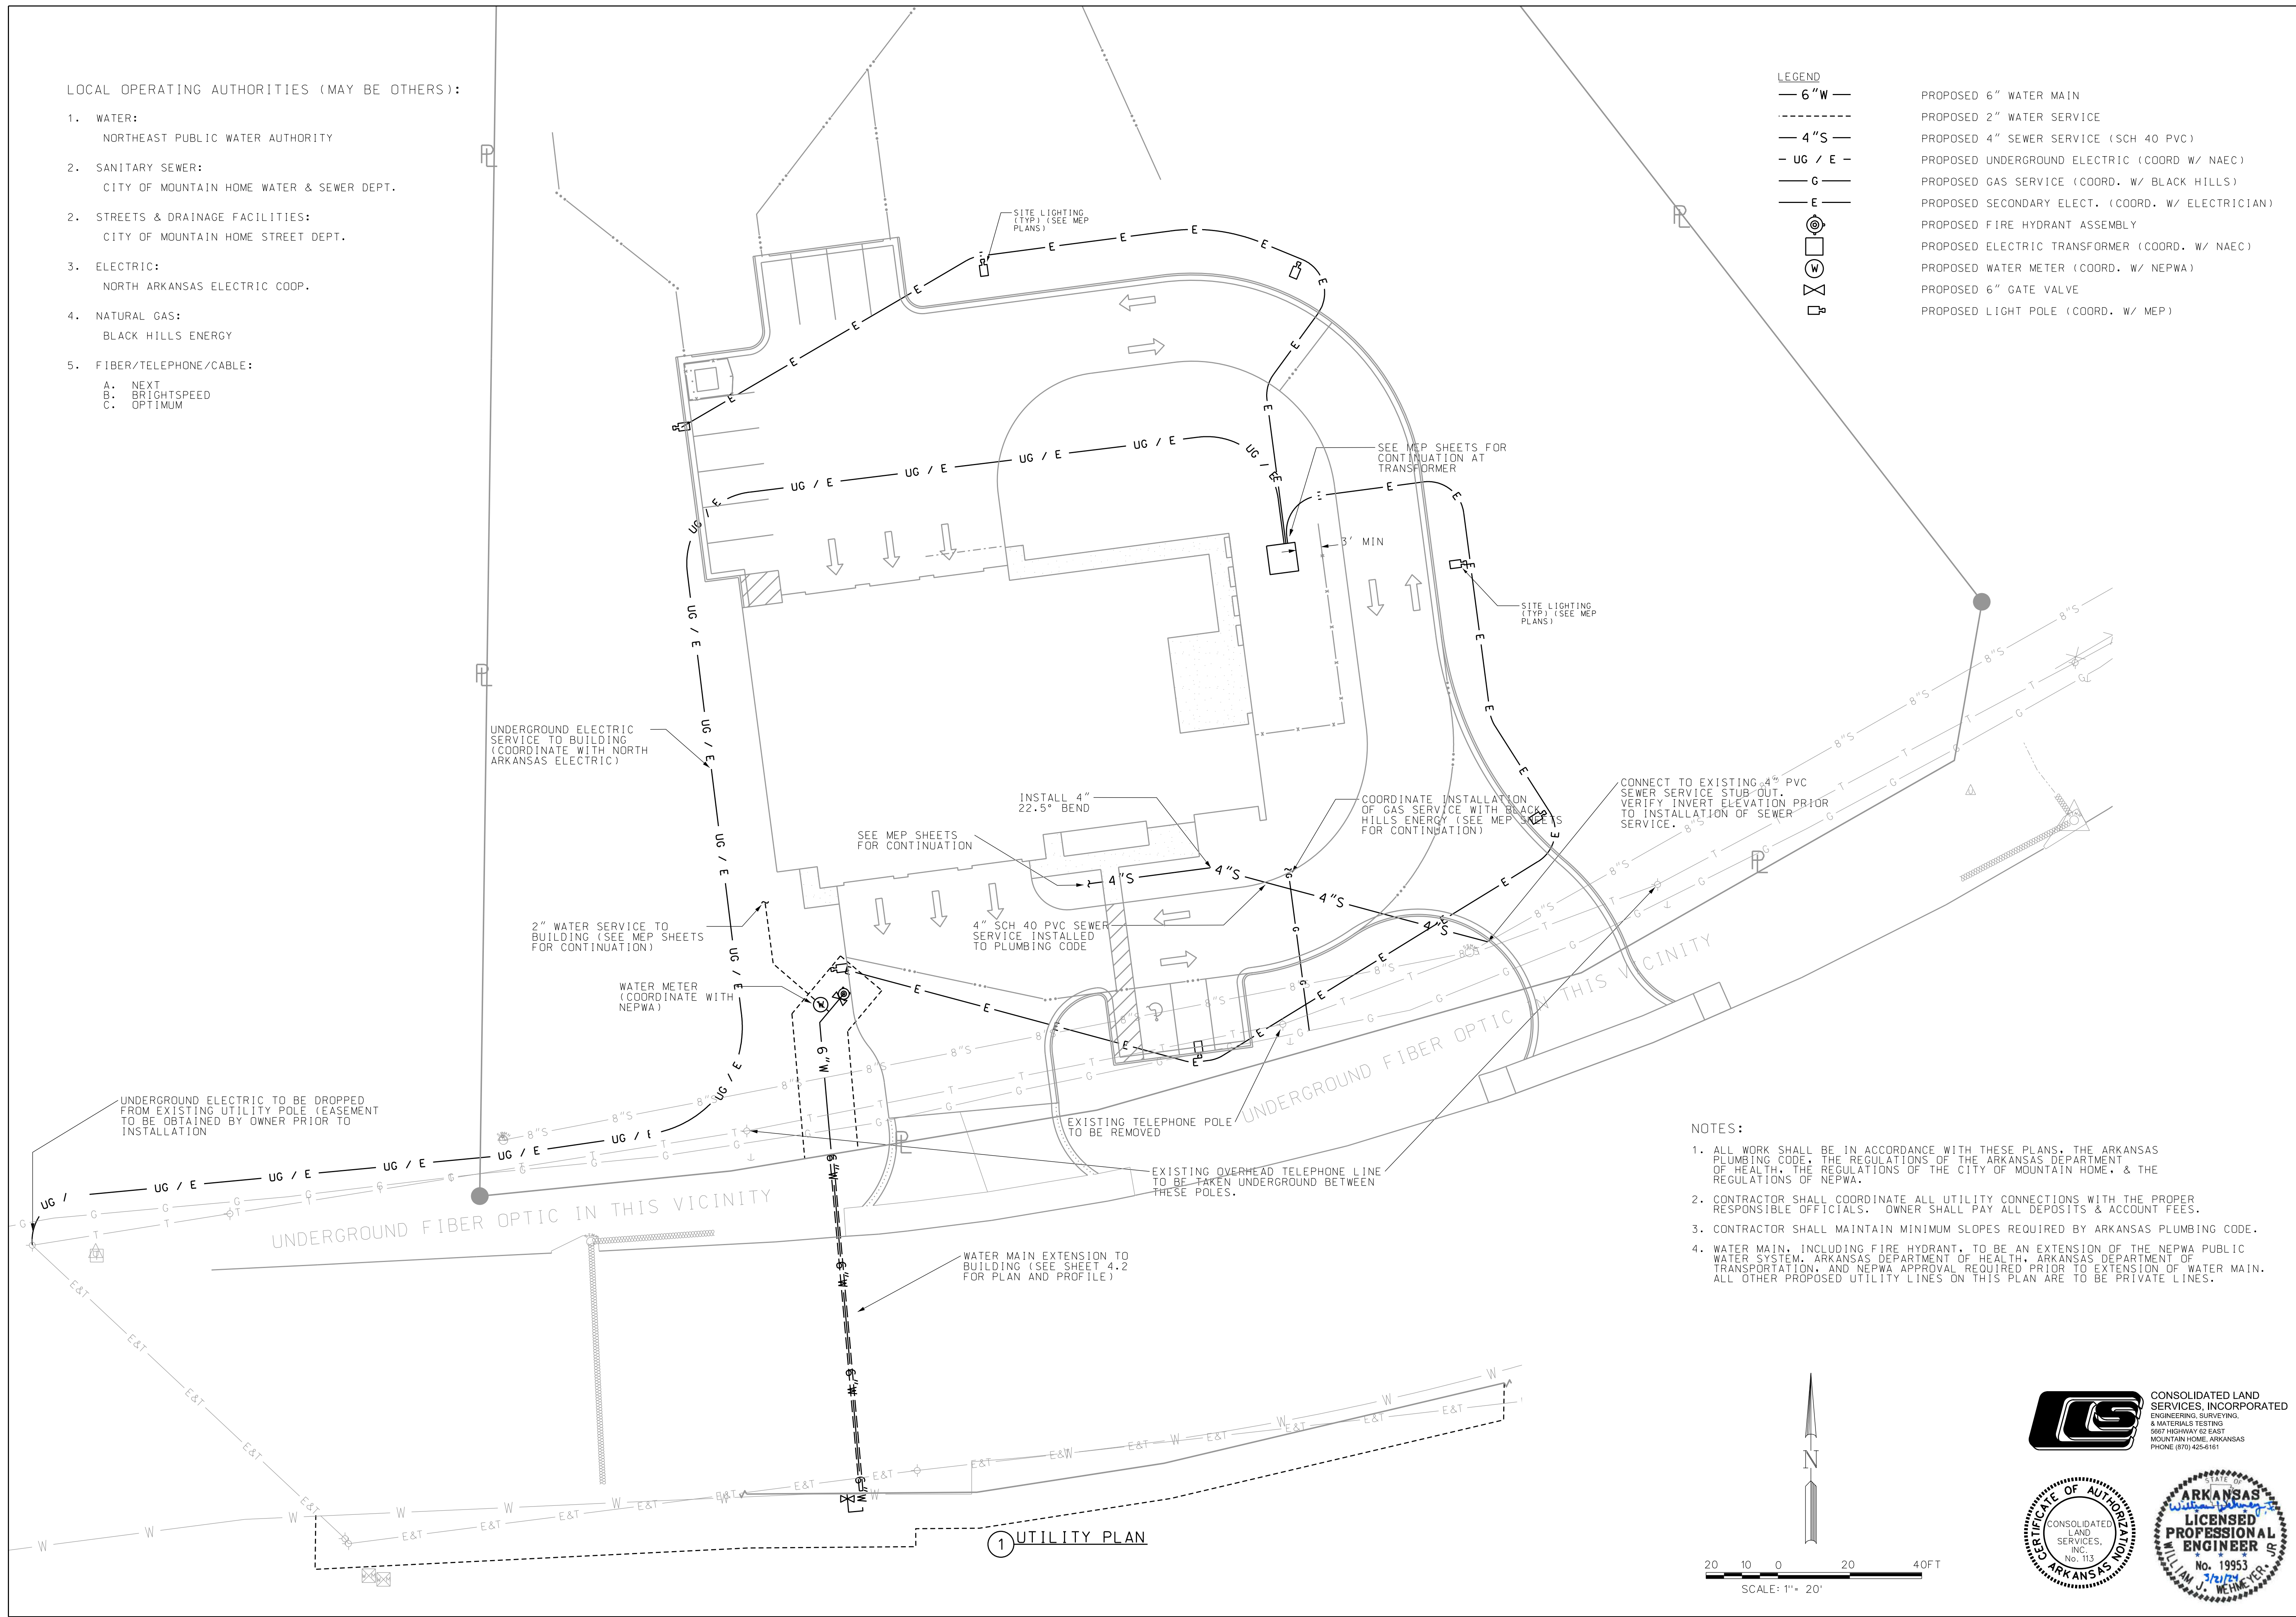 LOCAL OPERATING AUTHORITIES (MAY BE OTHERS):
1. WATER:
NORTHEAST PUBLIC WATER AUTHORITY
2. SANITARY SEWER:
CITY OF MOUNTAIN HOME WATER & SEWER DEPT.
2. STREETS & DRAINAGE FACILITIES:
CITY OF MOUNTAIN HOME STREET DEPT.
3. ELECTRIC:
NORTH ARKANSAS ELECTRIC COOP.
4. NATURAL GAS:
BLACK HILLS ENERGY
5. FIBER/TELEPHONE/CABLE:
A. NEXT
B. BRIGHTSPEED
C. OPTIMUM
LEGEND
6"W PROPOSED 6" WATER MAIN
PROPOSED 2" WATER SERVICE
4"S PROPOSED 4" SEWER SERVICE (SCH 40 PVC)
UG / E PROPOSED UNDERGROUND ELECTRIC (COORD W/ NAEC)
G PROPOSED GAS SERVICE (COORD. W/ BLACK HILLS)
E PROPOSED SECONDARY ELECT. (COORD. W/ ELECTRICIAN)
PROPOSED FIRE HYDRANT ASSEMBLY
PROPOSED ELECTRIC TRANSFORMER (COORD. W/ NAEC)
W PROPOSED WATER METER (COORD. W/ NEPWA)
PROPOSED 6" GATE VALVE
PROPOSED LIGHT POLE (COORD. W/ MEP)
SITE LIGHTING
(TYP) (SEE MEP
PLANS)
SEE MEP SHEETS FOR
CONTINUATION AT
TRANSFORMER
3' MIN
SITE LIGHTING
(TYP) (SEE MEP
PLANS)
UNDERGROUND ELECTRIC
SERVICE TO BUILDING
(COORDINATE WITH NORTH
ARKANSAS ELECTRIC)
INSTALL 4"
22.5° BEND
SEE MEP SHEETS
FOR CONTINUATION
COORDINATE INSTALLATION
OF GAS SERVICE WITH BLACK
HILLS ENERGY (SEE MEP SHEETS
FOR CONTINUATION)
CONNECT TO EXISTING 4" PVC
SEWER SERVICE STUB OUT.
VERIFY INVERT ELEVATION PRIOR
TO INSTALLATION OF SEWER
SERVICE.
4"S 4"S 4"S 4"S
2" WATER SERVICE TO
BUILDING (SEE MEP SHEETS
FOR CONTINUATION)
4" SCH 40 PVC SEWER
SERVICE INSTALLED
TO PLUMBING CODE
WATER METER
(COORDINATE WITH
NEPWA)
UNDERGROUND ELECTRIC TO BE DROPPED
FROM EXISTING UTILITY POLE (EASEMENT
TO BE OBTAINED BY OWNER PRIOR TO
INSTALLATION
EXISTING TELEPHONE POLE
TO BE REMOVED
EXISTING OVERHEAD TELEPHONE LINE
TO BE TAKEN UNDERGROUND BETWEEN
THESE POLES.
UNDERGROUND FIBER OPTIC IN THIS VICINITY
UNDERGROUND FIBER OPTIC IN THIS VICINITY
WATER MAIN EXTENSION TO
BUILDING (SEE SHEET 4.2
FOR PLAN AND PROFILE)
NOTES:
1. ALL WORK SHALL BE IN ACCORDANCE WITH THESE PLANS, THE ARKANSAS
PLUMBING CODE, THE REGULATIONS OF THE ARKANSAS DEPARTMENT
OF HEALTH, THE REGULATIONS OF THE CITY OF MOUNTAIN HOME, & THE
REGULATIONS OF NEPWA.
2. CONTRACTOR SHALL COORDINATE ALL UTILITY CONNECTIONS WITH THE PROPER
RESPONSIBLE OFFICIALS. OWNER SHALL PAY ALL DEPOSITS & ACCOUNT FEES.
3. CONTRACTOR SHALL MAINTAIN MINIMUM SLOPES REQUIRED BY ARKANSAS PLUMBING CODE.
4. WATER MAIN, INCLUDING FIRE HYDRANT, TO BE AN EXTENSION OF THE NEPWA PUBLIC
WATER SYSTEM. ARKANSAS DEPARTMENT OF HEALTH, ARKANSAS DEPARTMENT OF
TRANSPORTATION, AND NEPWA APPROVAL REQUIRED PRIOR TO EXTENSION OF WATER MAIN.
ALL OTHER PROPOSED UTILITY LINES ON THIS PLAN ARE TO BE PRIVATE LINES.
1 UTILITY PLAN
N
20 10 0 20 40FT
SCALE: 1"= 20'
CONSOLIDATED LAND
SERVICES, INCORPORATED
ENGINEERING, SURVEYING,
& MATERIALS TESTING
5667 HIGHWAY 62 EAST
MOUNTAIN HOME, ARKANSAS
PHONE (870) 425-6161
CERTIFICATE OF AUTHORIZATION
CONSOLIDATED
LAND
SERVICES,
INC.
No. 113
ARKANSAS
STATE OF
ARKANSAS
LICENSED
PROFESSIONAL
ENGINEER
No. 19953
3/21/24
WILLIAM J. WEHMEYER, JR